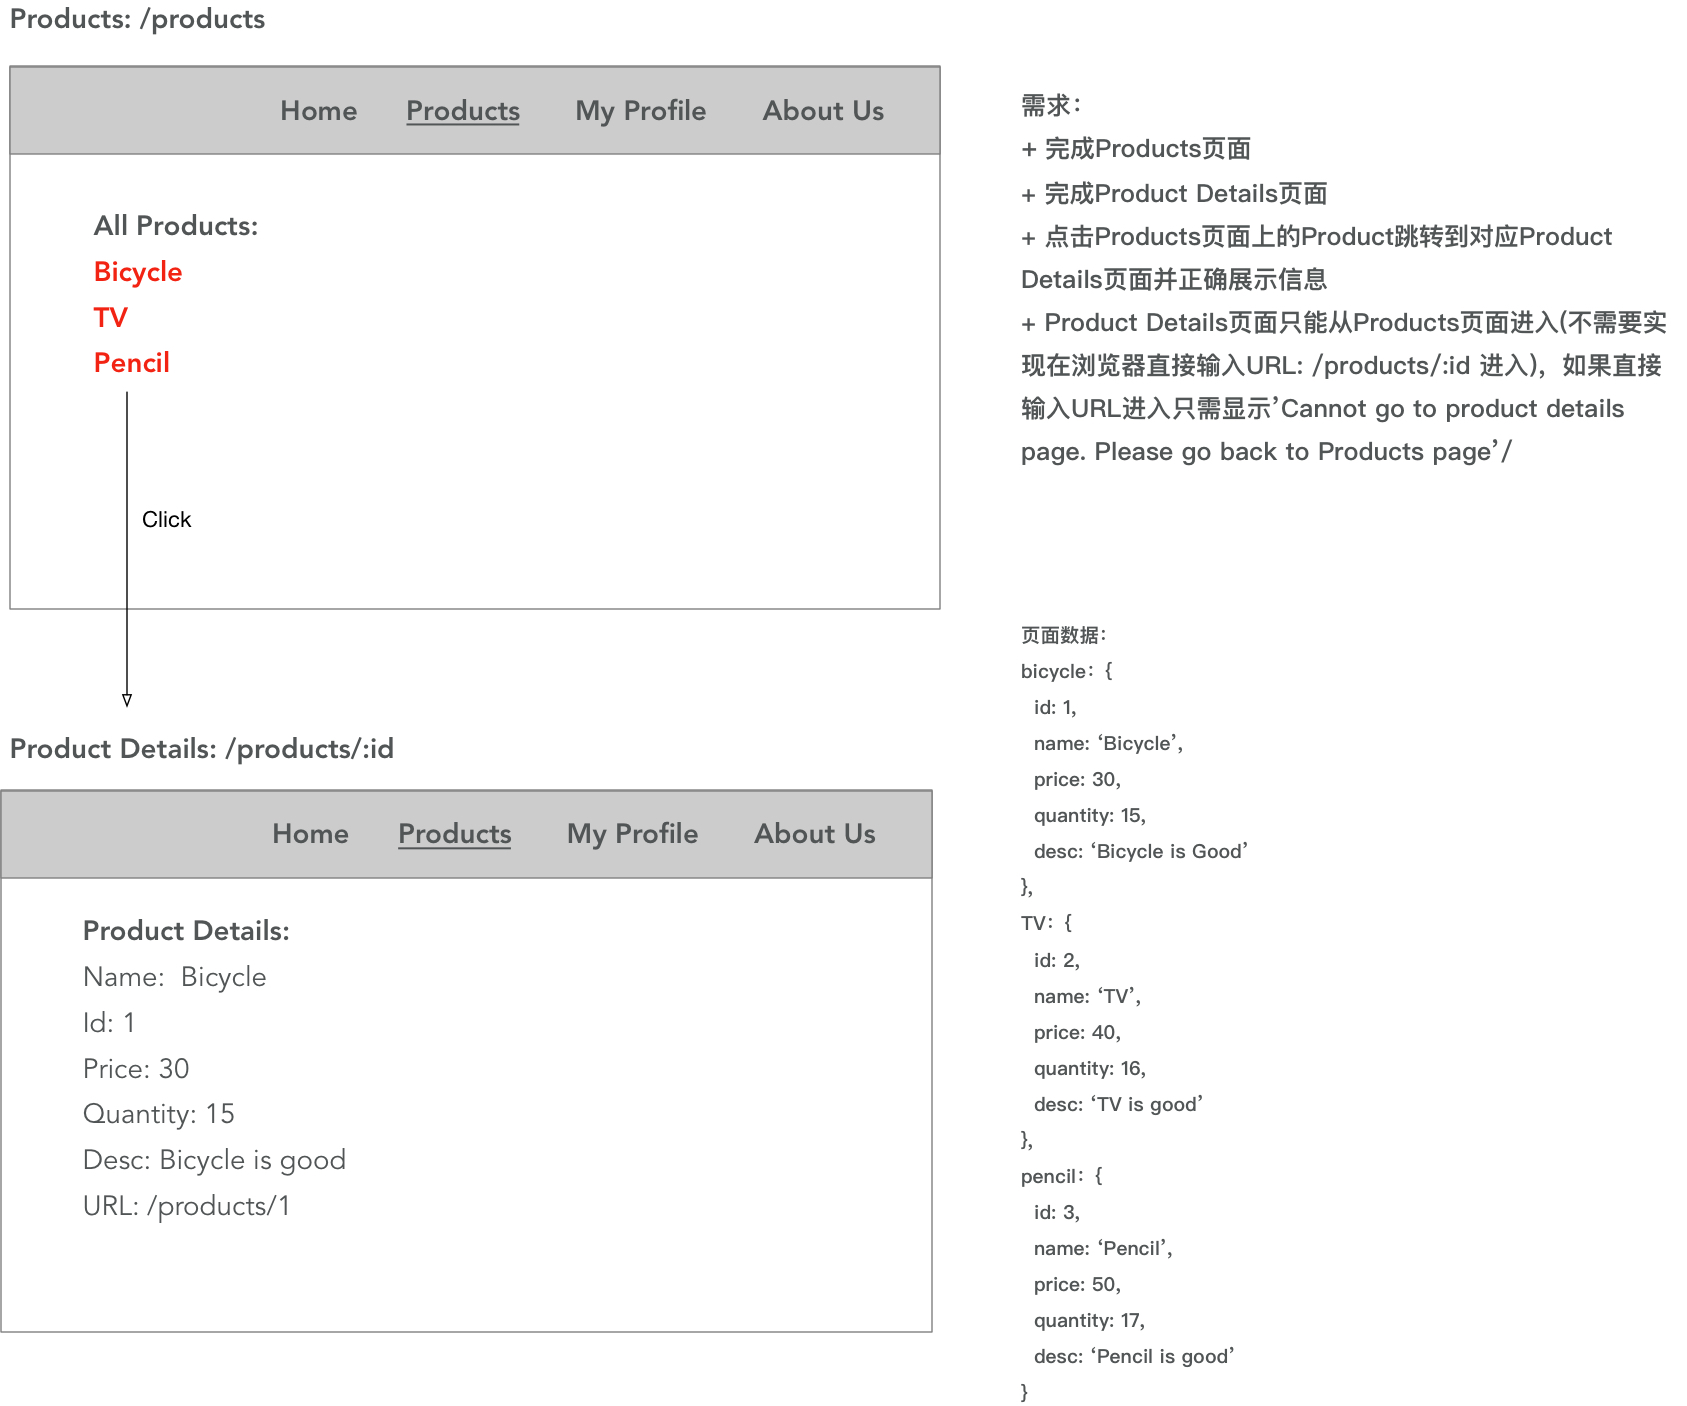 Products: /products
Home Products My Profile About Us
All Products:
Bicycle
TV
Pencil
Click
Product Details: /products/:id
Home Products My Profile About Us
Product Details:
Name:  Bicycle
Id: 1
Price: 30
Quantity: 15
Desc: Bicycle is good
URL: /products/1
需求：
+ 完成Products页面
+ 完成Product Details页面
+ 点击Products页面上的Product跳转到对应Product
Details页面并正确展示信息
+ Product Details页面只能从Products页面进入(不需要实
现在浏览器直接输入URL: /products/:id 进入)，如果直接
输入URL进入只需显示’Cannot go to product details
page. Please go back to Products page’/
页面数据：
bicycle：{
id: 1,
name: ‘Bicycle’,
price: 30,
quantity: 15,
desc: ‘Bicycle is Good’
},
TV：{
id: 2,
name: ‘TV’,
price: 40,
quantity: 16,
desc: ‘TV is good’
},
pencil：{
id: 3,
name: ‘Pencil’,
price: 50,
quantity: 17,
desc: ‘Pencil is good’
}